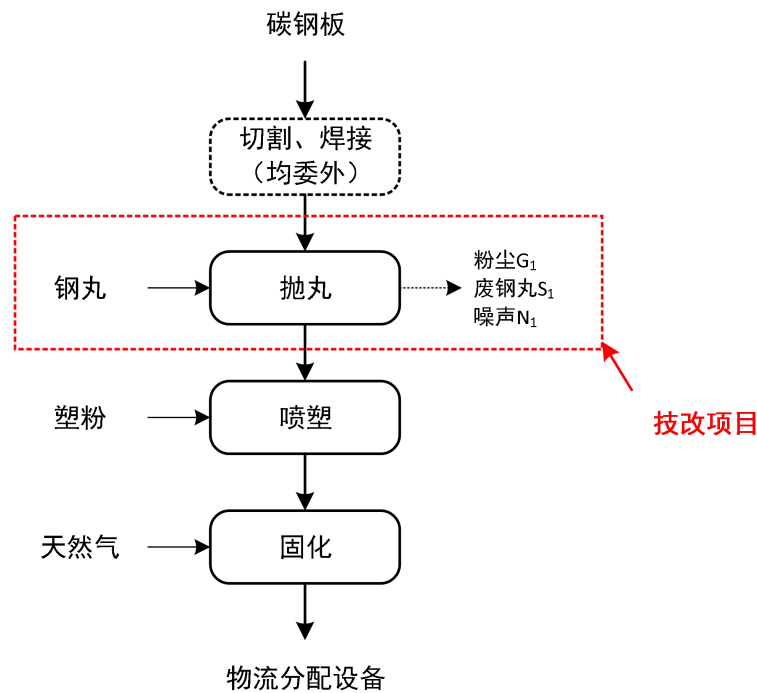 碳钢板
切割、焊接
（均委外）
钢丸
抛丸
粉尘G₁
废钢丸S₁
噪声N₁
塑粉
喷塑
技改项目
天然气
固化
物流分配设备